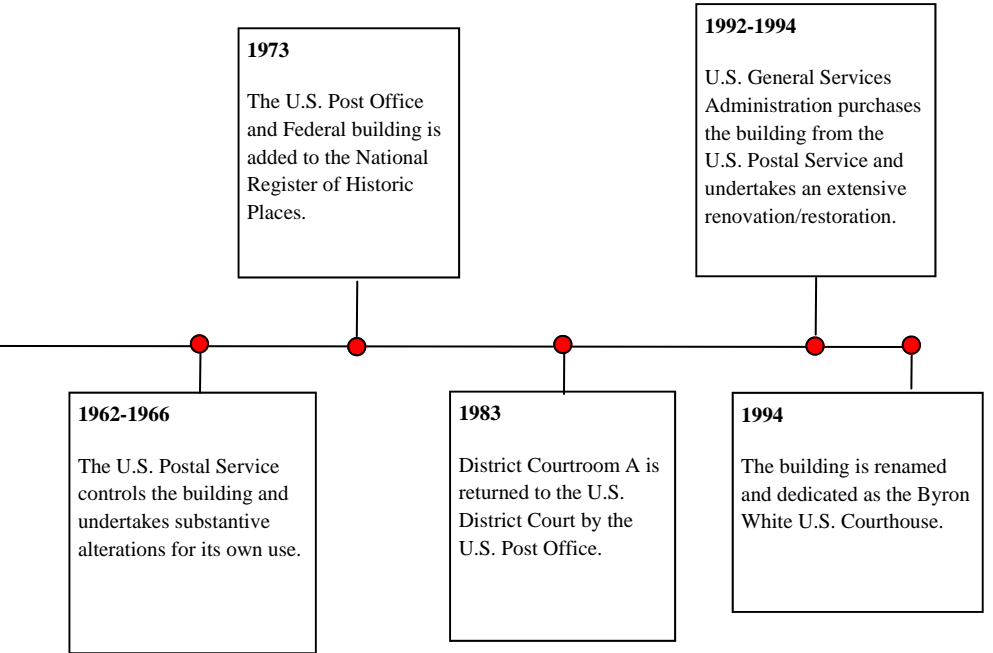 1962-1966
The U.S. Postal Service
controls the building and
undertakes substantive
alterations for its own use.
1973
The U.S. Post Office
and Federal building is
added to the National
Register of Historic
Places.
1983
District Courtroom A is
returned to the U.S.
District Court by the
U.S. Post Office.
1992-1994
U.S. General Services
Administration purchases
the building from the
U.S. Postal Service and
undertakes an extensive
renovation/restoration.
1994
The building is renamed
and dedicated as the Byron
White U.S. Courthouse.